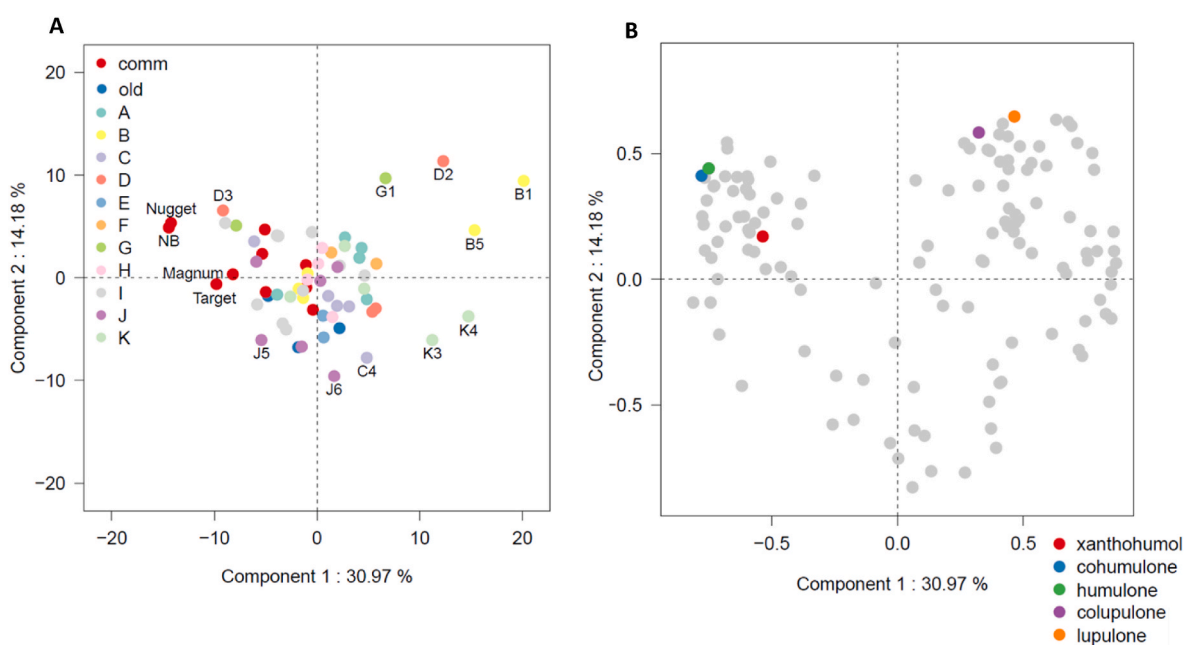 A
20
10
0
−10
−20
Component 2 : 14.18 %
comm
old
A
B
C
D
E
F
G
H
I
J
K
D3
Nugget
NB
Magnum
Target
G1
D2
B1
B5
K4
K3
C4
J5
J6
−20
−10
0
10
20
Component 1 : 30.97 %
B
0.5
0.0
−0.5
Component 2 : 14.18 %
−0.5
0.0
0.5
Component 1 : 30.97 %
xanthohumol
cohumulone
humulone
colupulone
lupulone